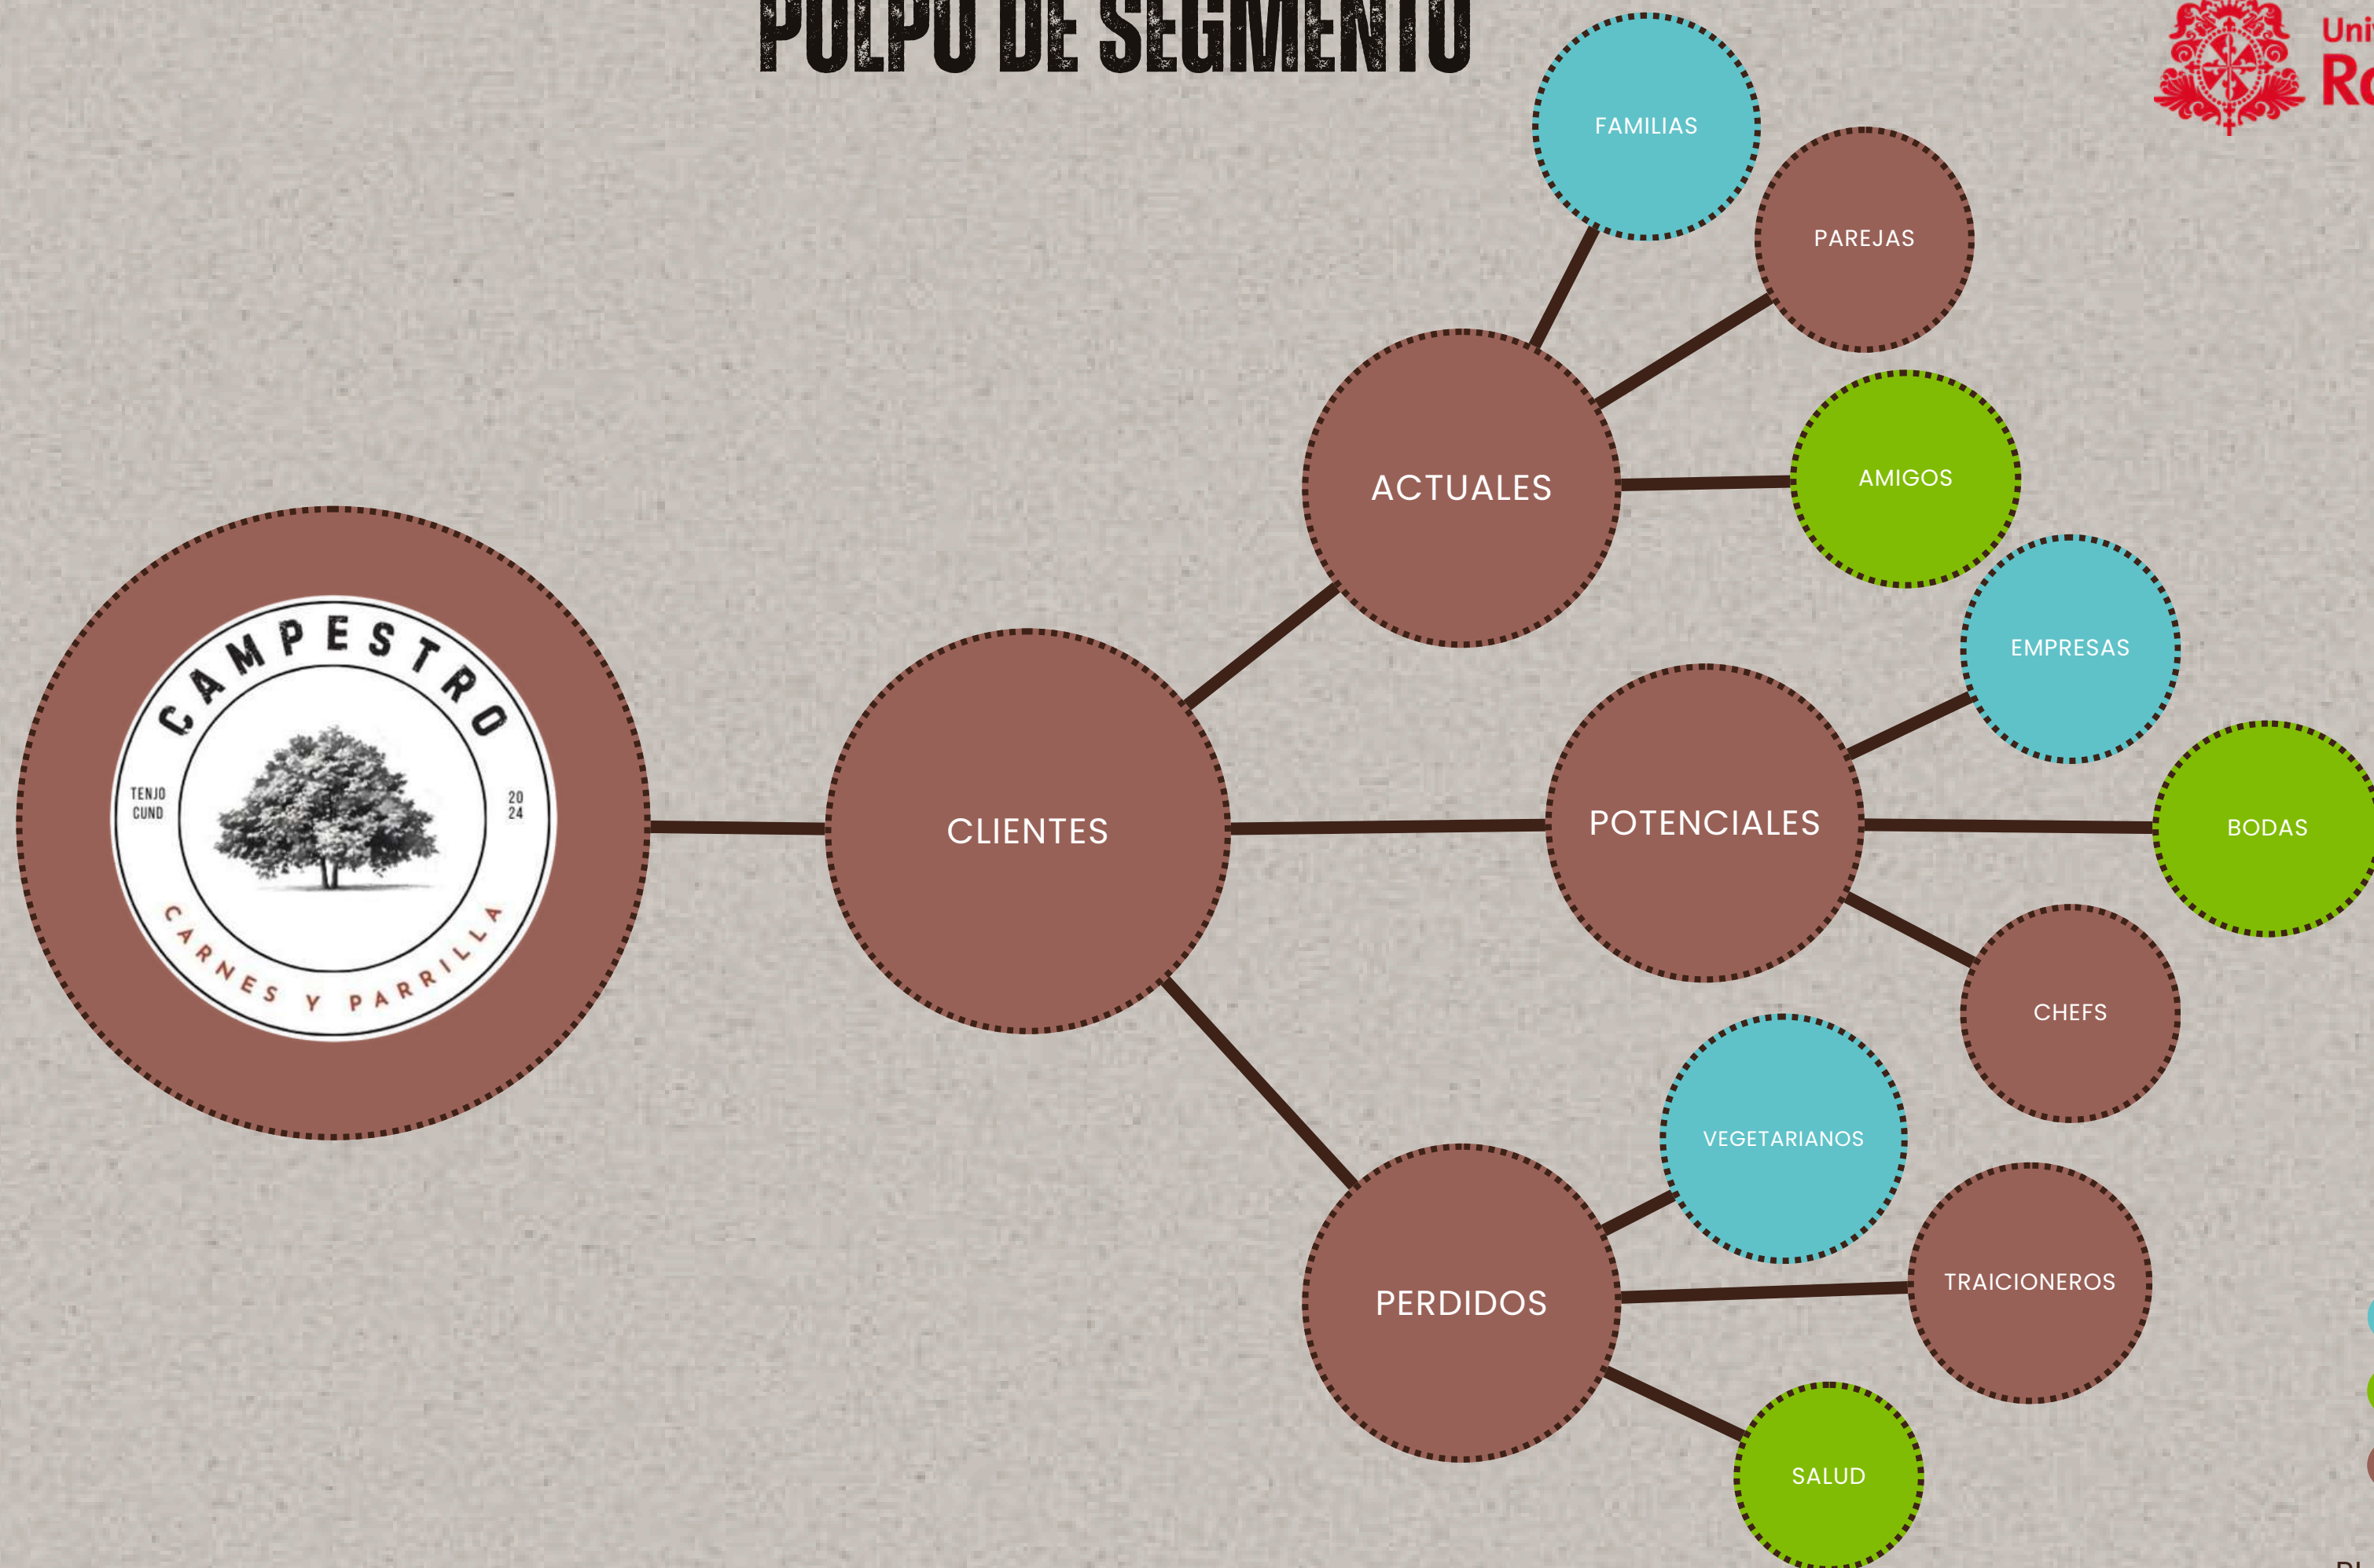 PULPO DE SEGMENTO
FAMILIAS
PAREJAS
ACTUALES
AMIGOS
EMPRESAS
CAMPESTRO
TENJO
CUND
20
24
CARNES Y PARRILLA
CLIENTES
POTENCIALES
BODAS
CHEFS
VEGETARIANOS
PERDIDOS
TRAICIONEROS
SALUD